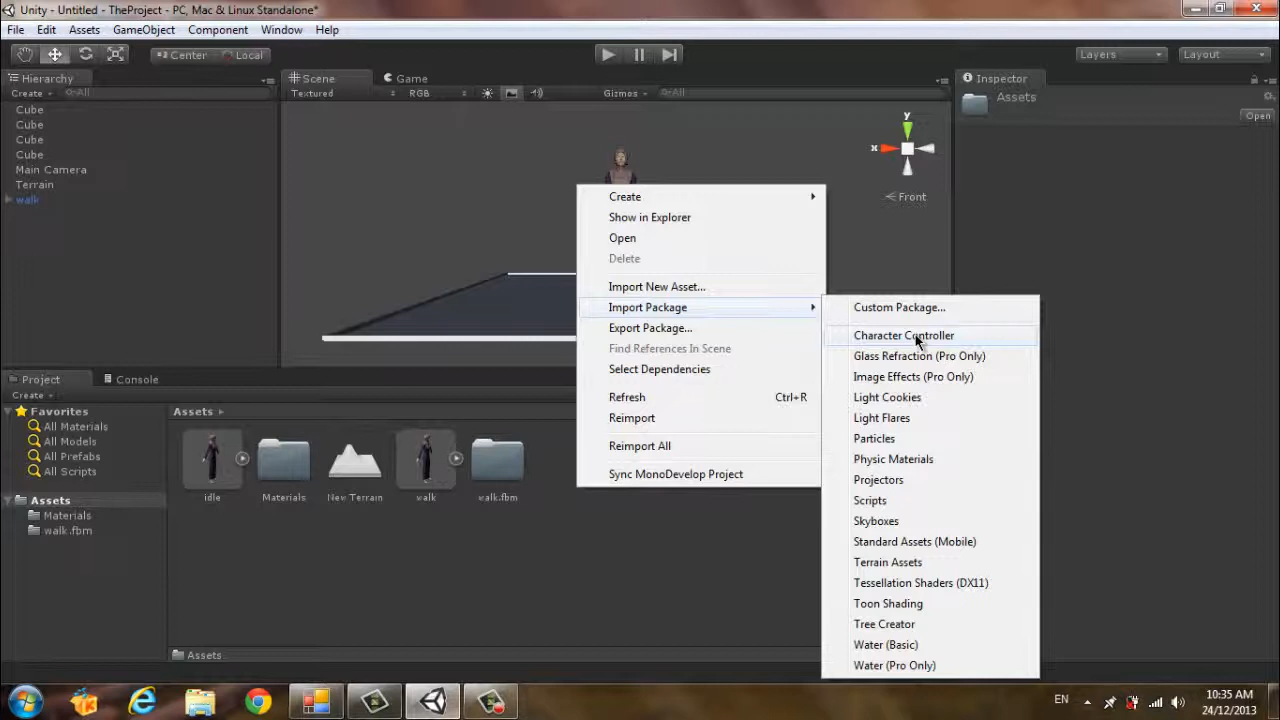 Unity - Untitled - TheProject - PC, Mac & Linux Standalone*
File Edit Assets GameObject Component Window Help
Center Local Layers Layout
Hierarchy
Create All
Cube
Cube
Cube
Cube
Main Camera
Terrain
walk
Scene Game
Textured RGB Gizmos All
y
x
Front
Inspector
Assets
Open
Create
Show in Explorer
Open
Delete
Import New Asset...
Import Package
Export Package...
Find References In Scene
Select Dependencies
Refresh Ctrl+R
Reimport
Reimport All
Sync MonoDevelop Project
Custom Package...
Character Controller
Glass Refraction (Pro Only)
Image Effects (Pro Only)
Light Cookies
Light Flares
Particles
Physic Materials
Projectors
Scripts
Skyboxes
Standard Assets (Mobile)
Terrain Assets
Tessellation Shaders (DX11)
Toon Shading
Tree Creator
Water (Basic)
Water (Pro Only)
Project Console
Create
Favorites
All Materials
All Models
All Prefabs
All Scripts
Assets
Materials
walk.fbm
Assets
idle Materials New Terrain walk walk.fbm
Assets
EN
10:35 AM
24/12/2013